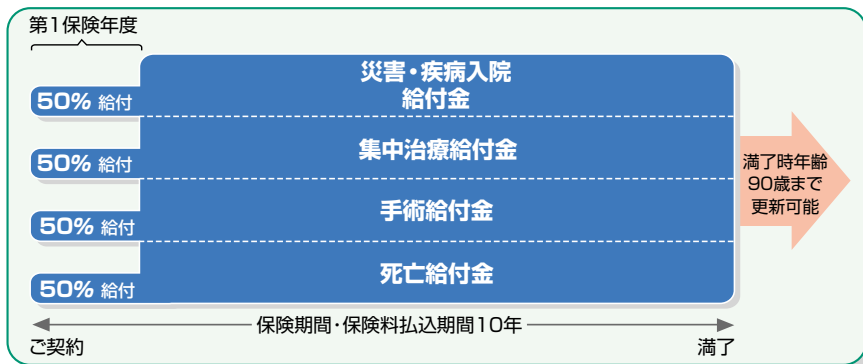 第1保険年度
災害・疾病入院
給付金
50% 給付
集中治療給付金
50% 給付
手術給付金
50% 給付
死亡給付金
50% 給付
満了時年齢
90歳まで
更新可能
保険期間・保険料払込期間10年
ご契約
満了